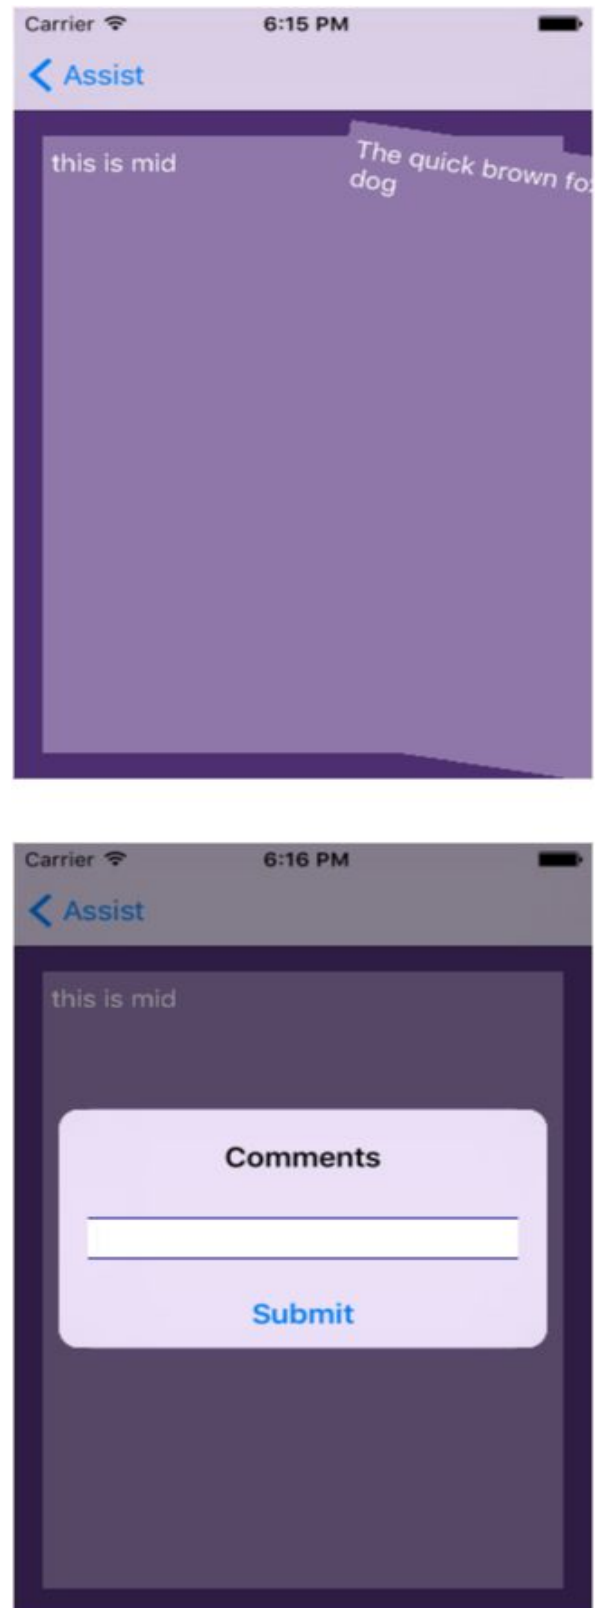 Carrier 6:15 PM
Assist
this is mid
The quick brown
dog
Carrier 6:16 PM
Assist
this is mid
Comments
Submit